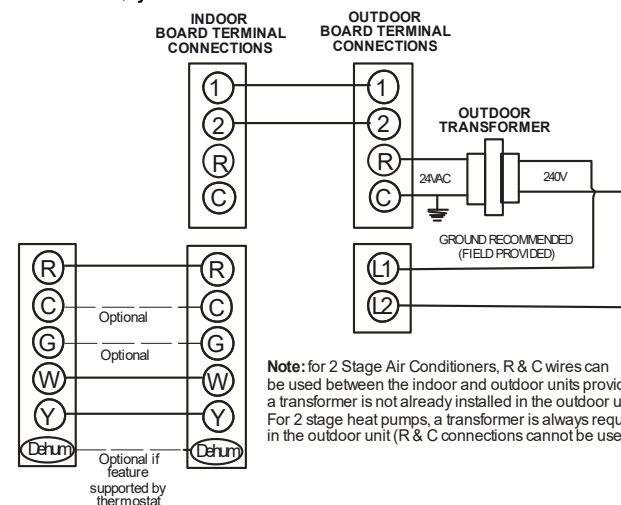 INDOOR
BOARD TERMINAL
CONNECTIONS
OUTDOOR
BOARD TERMINAL
CONNECTIONS
1
2
R
C
1
2
R
C
OUTDOOR
TRANSFORMER
24VAC
240V
GROUND RECOMMENDED
(FIELD PROVIDED)
L1
L2
R
C
G
W
Y
Dehum
Optional
Optional
Optional if
feature
supported by
thermostat
R
C
G
W
Y
Dehum
Note: for 2 Stage Air Conditioners, R & C wires can
be used between the indoor and outdoor units provid
a transformer is not already installed in the outdoor u
For 2 stage heat pumps, a transformer is always requ
in the outdoor unit (R & C connections cannot be use